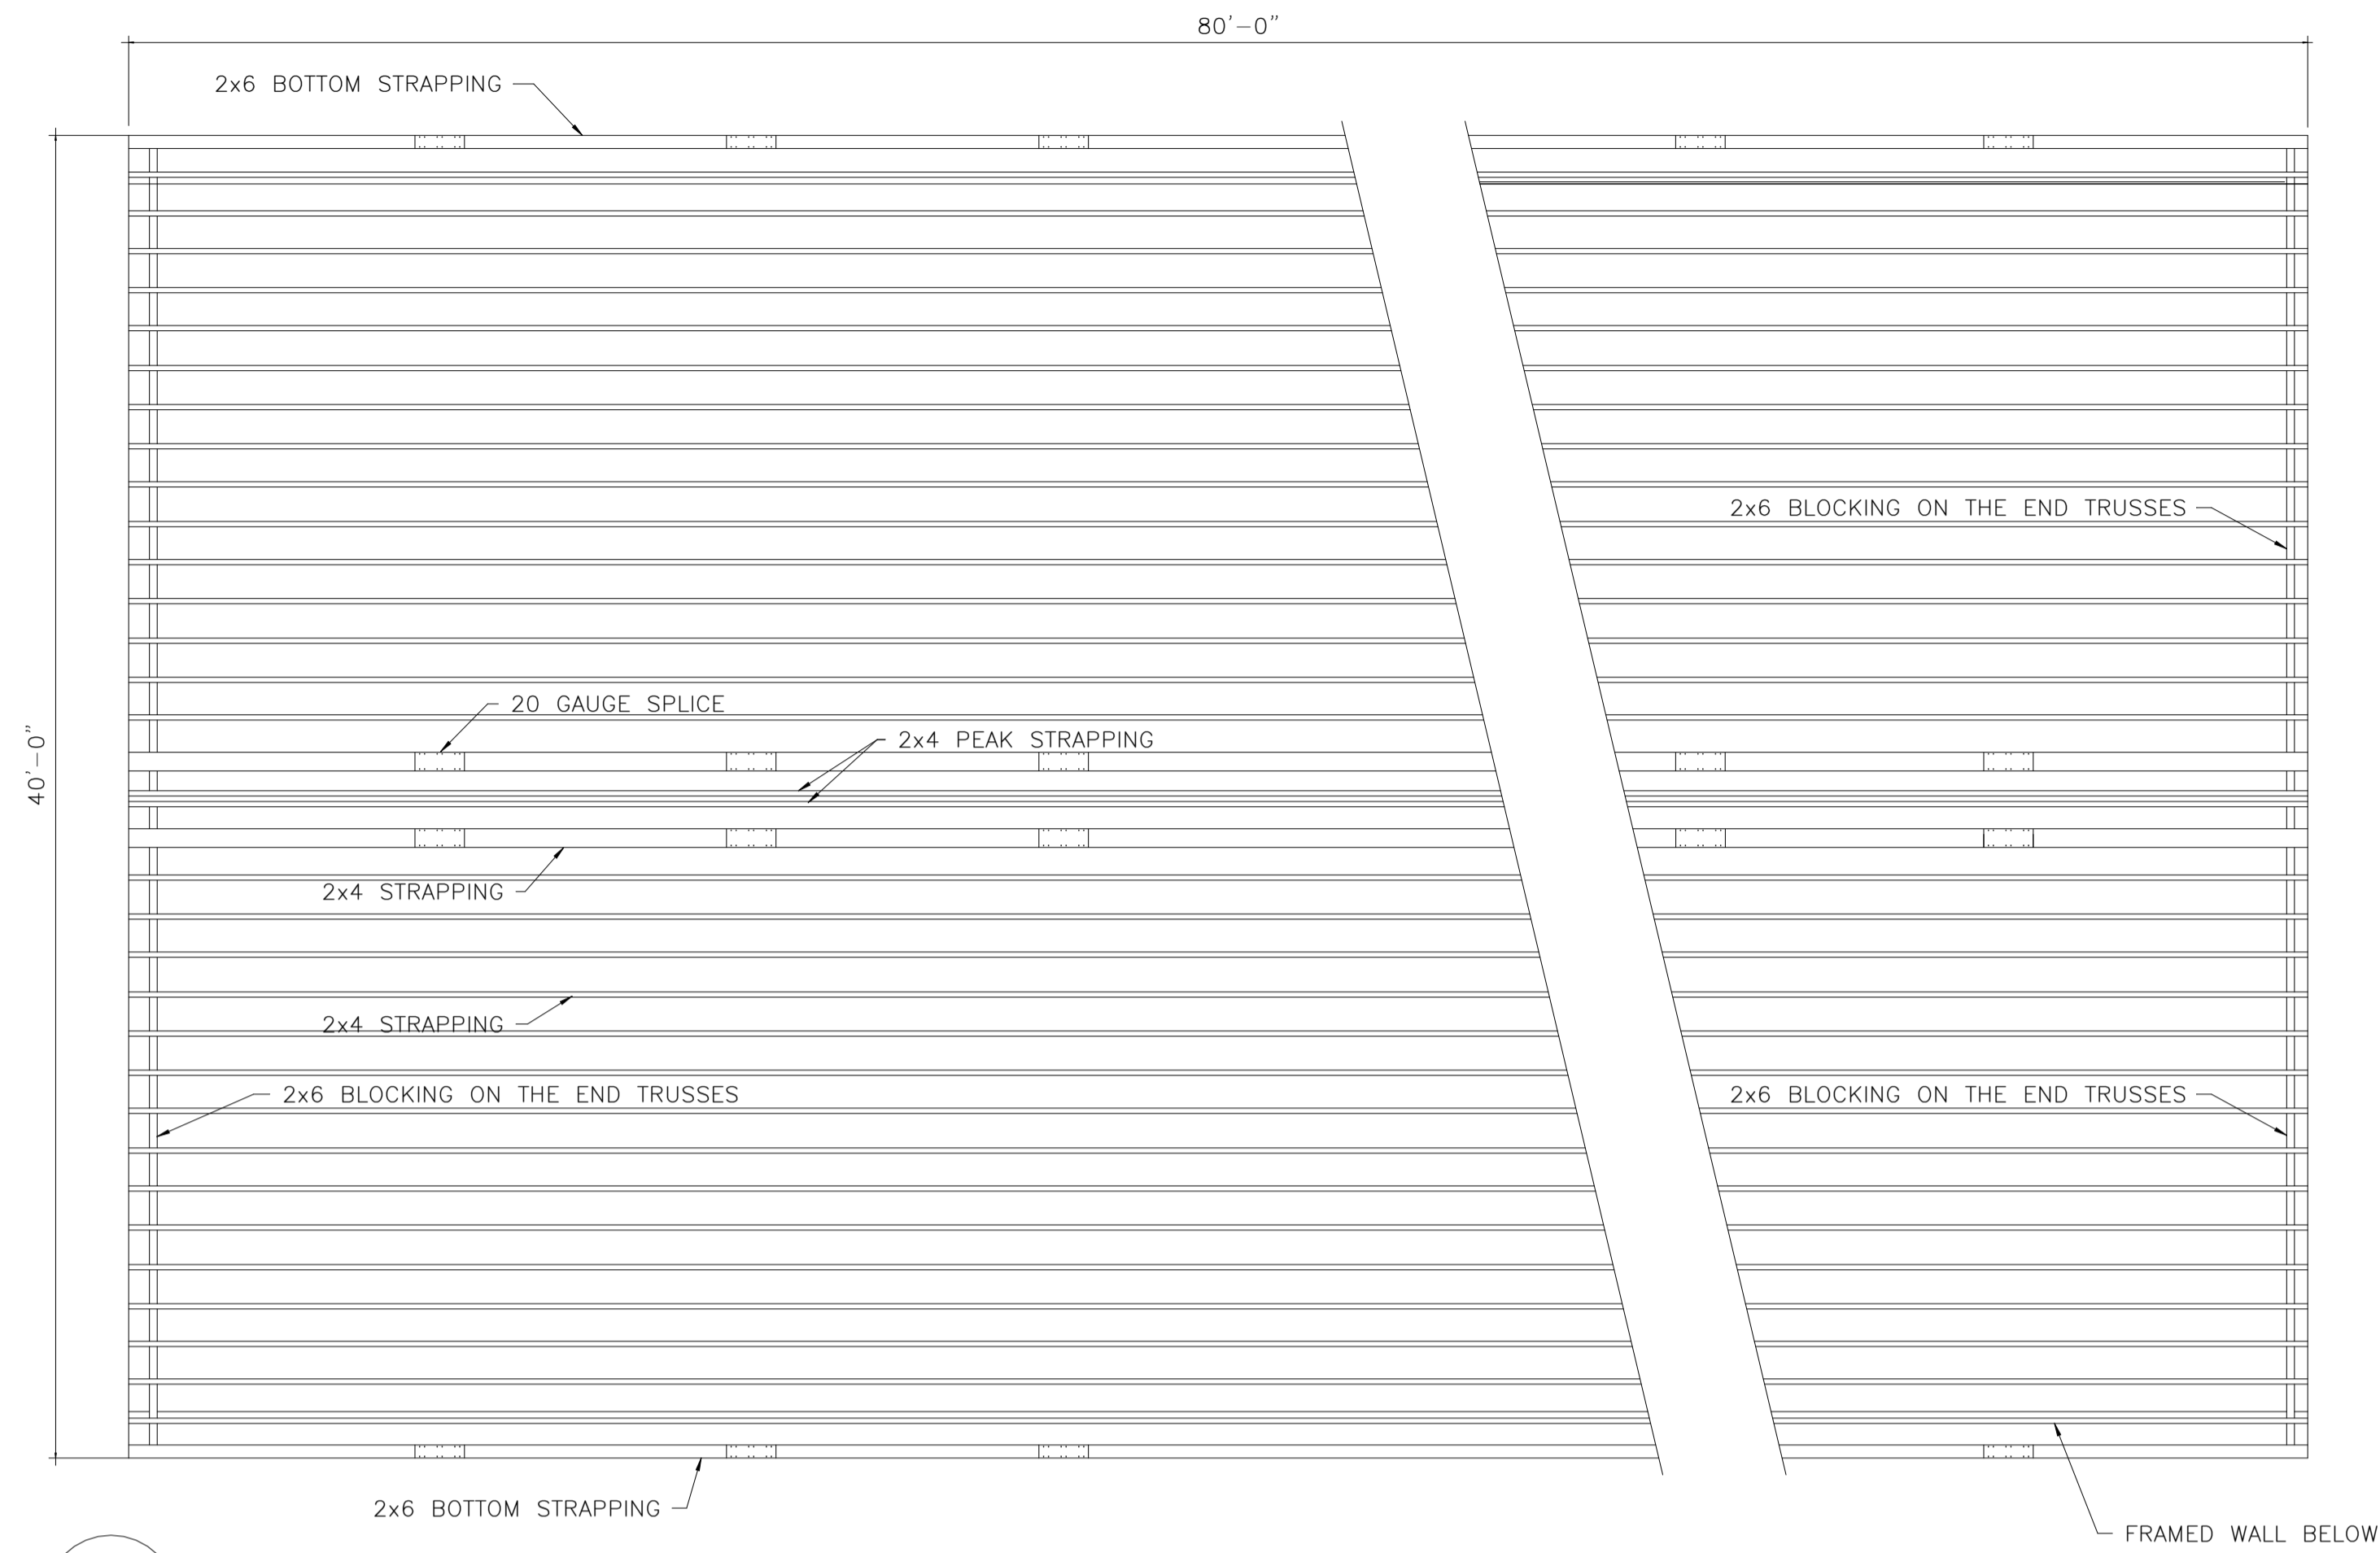 80'-0"
2x6 BOTTOM STRAPPING
2x6 BLOCKING ON THE END TRUSSES
20 GAUGE SPLICE
2x4 PEAK STRAPPING
40'-0"
2x4 STRAPPING
2x4 STRAPPING
2x6 BLOCKING ON THE END TRUSSES
2x6 BLOCKING ON THE END TRUSSES
2x6 BOTTOM STRAPPING
FRAMED WALL BELOW